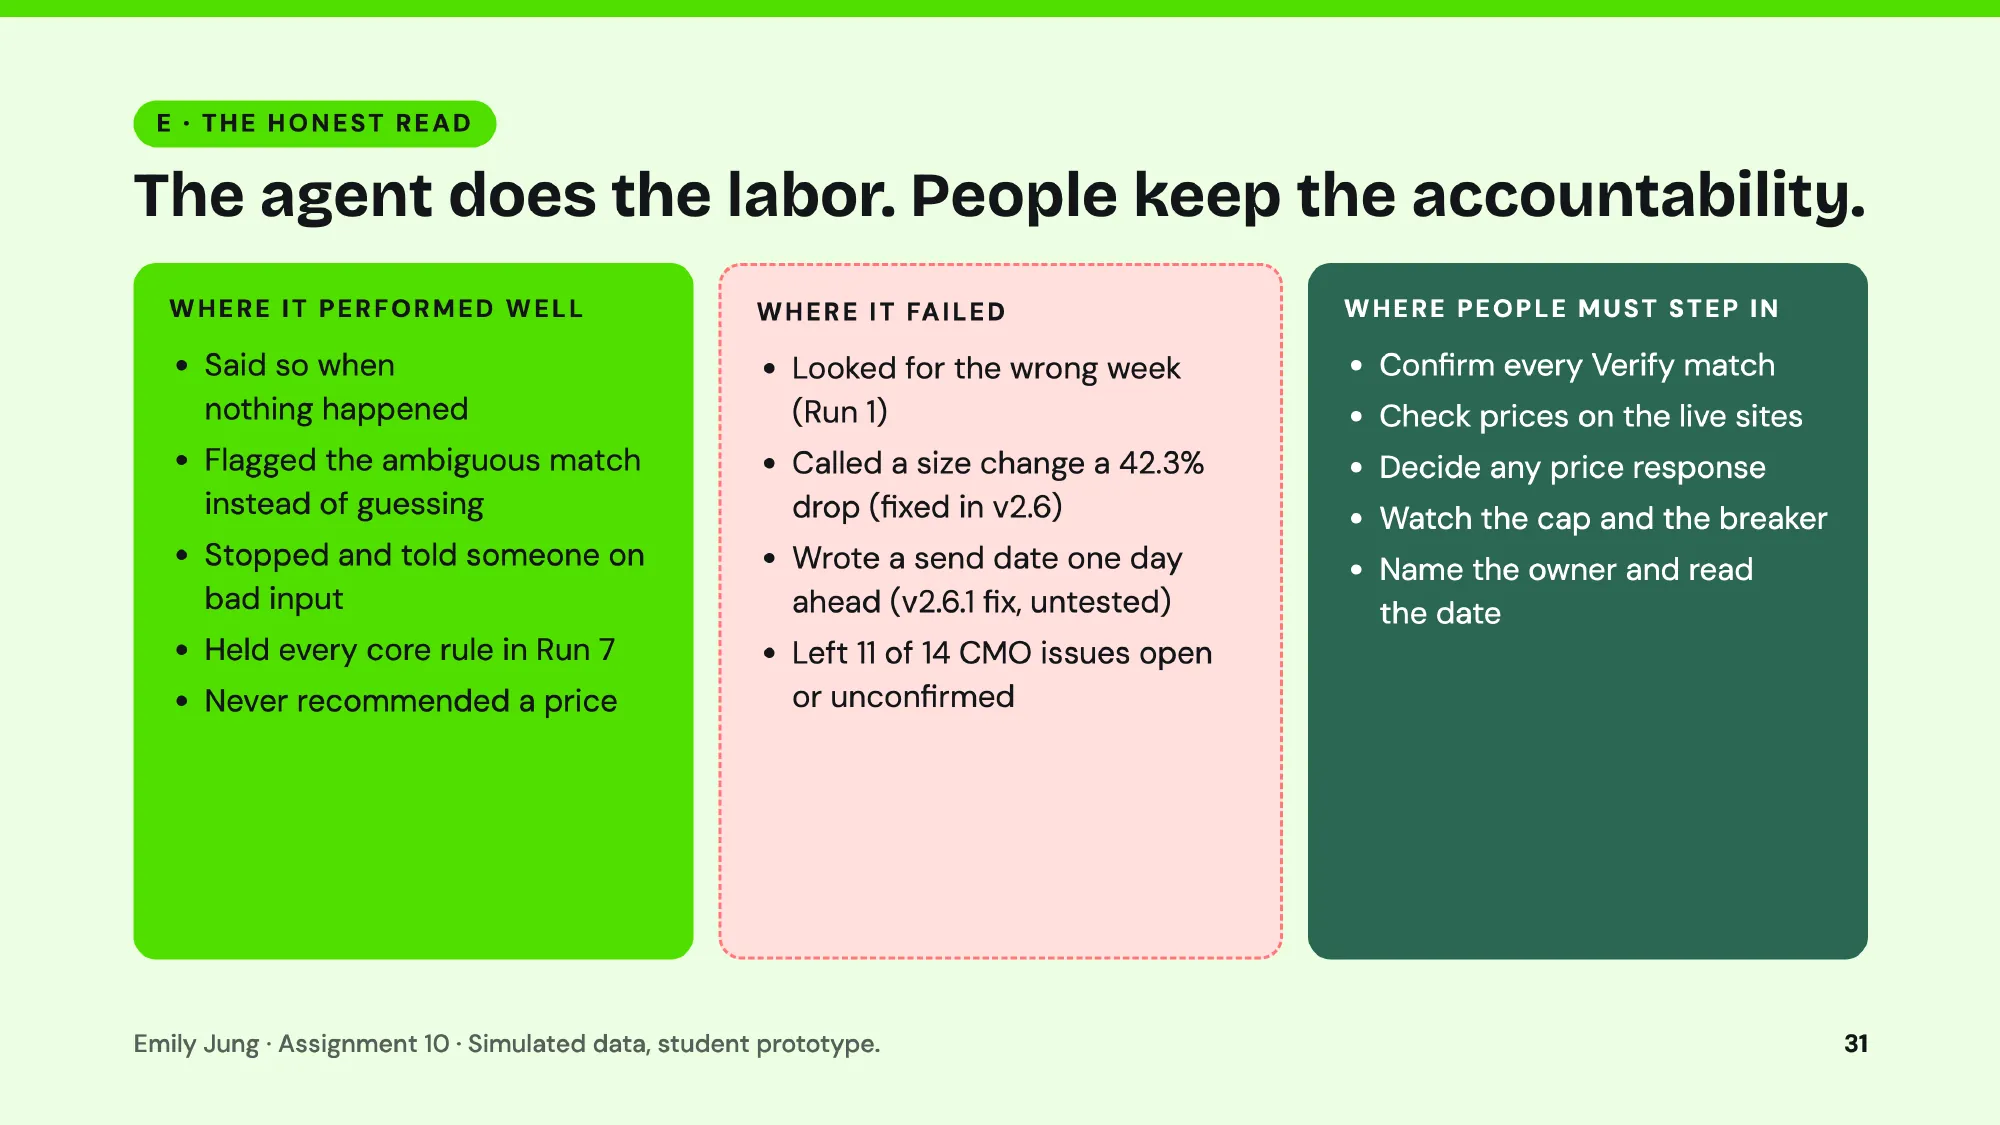 E · THE HONEST READ
The agent does the labor. People keep the accountability.
WHERE IT PERFORMED WELL
• Said so when
nothing happened
• Flagged the ambiguous match
instead of guessing
• Stopped and told someone on
bad input
• Held every core rule in Run 7
• Never recommended a price
WHERE IT FAILED
• Looked for the wrong week
(Run 1)
• Called a size change a 42.3%
drop (fixed in v2.6)
• Wrote a send date one day
ahead (v2.6.1 fix, untested)
• Left 11 of 14 CMO issues open
or unconfirmed
WHERE PEOPLE MUST STEP IN
• Confirm every Verify match
• Check prices on the live sites
• Decide any price response
• Watch the cap and the breaker
• Name the owner and read
the date
Emily Jung · Assignment 10 · Simulated data, student prototype.
31